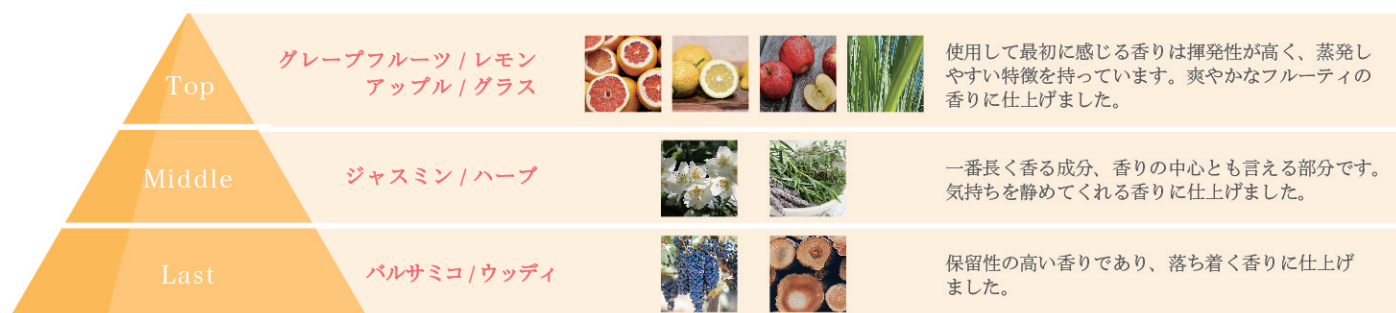 Top
グレープフルーツ / レモン
アップル / グラス
使用して最初に感じる香りは揮発性が高く、蒸発し
やすい特徴を持っています。爽やかなフルーティの
香りに仕上げました。
Middle
ジャスミン / ハーブ
一番長く香る成分、香りの中心とも言える部分です。
気持ちを静めてくれる香りに仕上げました。
Last
バルサミコ / ウッディ
保留性の高い香りであり、落ち着く香りに仕上げ
ました。